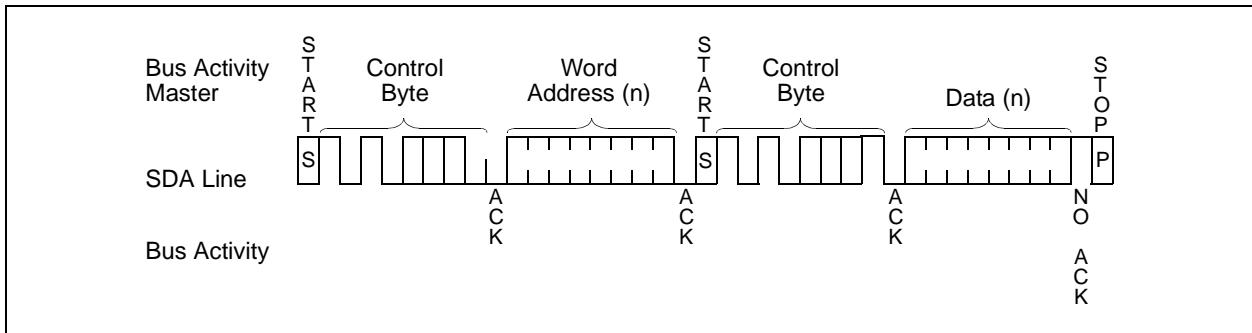 START
START
STOP
Bus Activity
Master
Control
Byte
Word
Address (n)
Control
Byte
Data (n)
S
S
P
SDA Line
ACK
ACK
ACK
NO ACK
Bus Activity